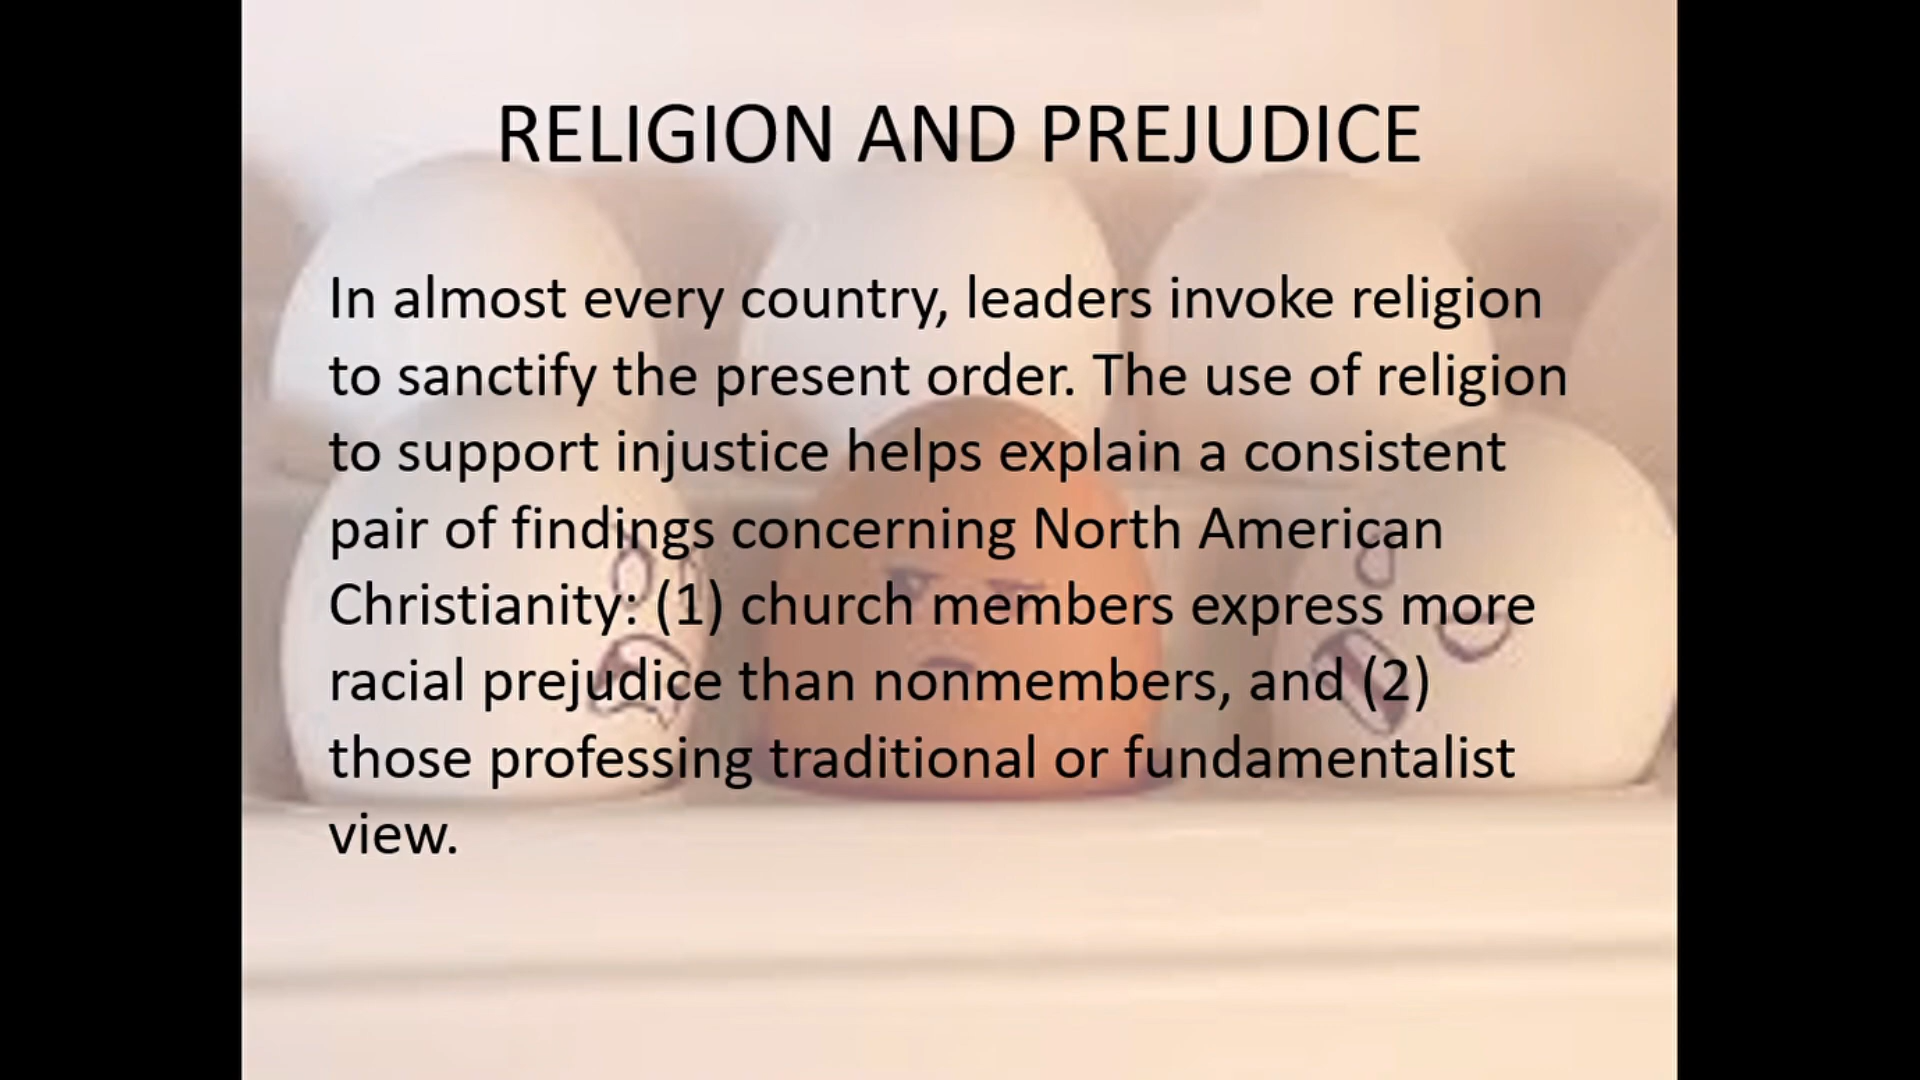 RELIGION AND PREJUDICE
In almost every country, leaders invoke religion
to sanctify the present order. The use of religion
to support injustice helps explain a consistent
pair of findings concerning North American
Christianity: (1) church members express more
racial prejudice than nonmembers, and (2)
those professing traditional or fundamentalist
view.